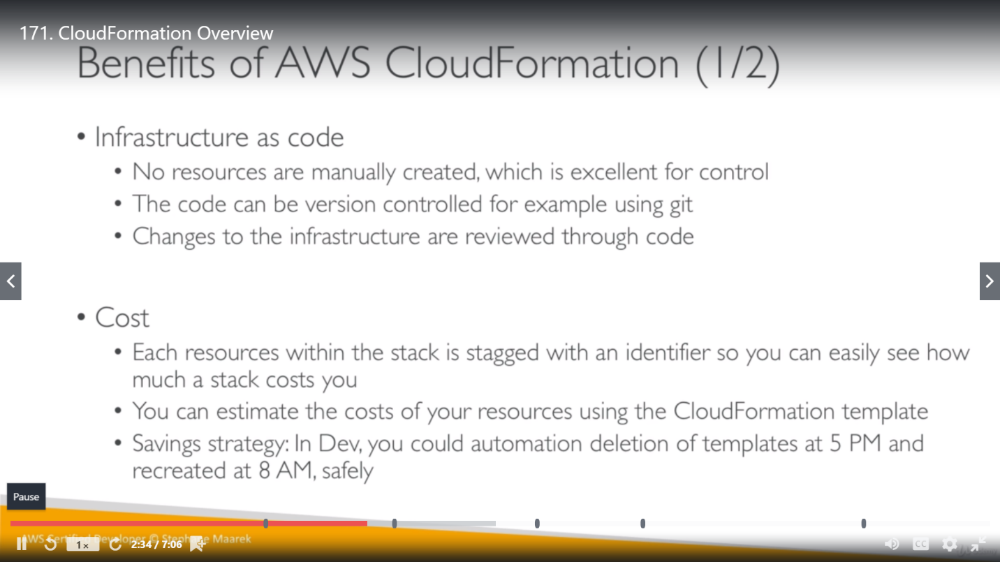 171. CloudFormation Overview
Benefits of AWS CloudFormation (1/2)
• Infrastructure as code
• No resources are manually created, which is excellent for control
• The code can be version controlled for example using git
• Changes to the infrastructure are reviewed through code
• Cost
• Each resources within the stack is stagged with an identifier so you can easily see how
much a stack costs you
• You can estimate the costs of your resources using the CloudFormation template
• Savings strategy: In Dev, you could automation deletion of templates at 5 PM and
recreated at 8 AM, safely
Pause
AWS Certified Developer © Stephane Maarek
1x
2:34 / 7:06
CC